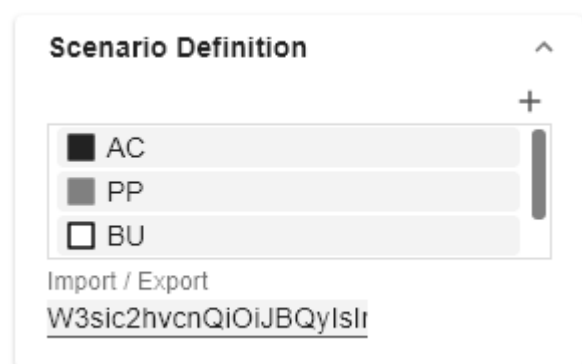 Scenario Definition
+
AC
PP
BU
Import / Export
W3sic2hvcnQiOiJBQyIsIr